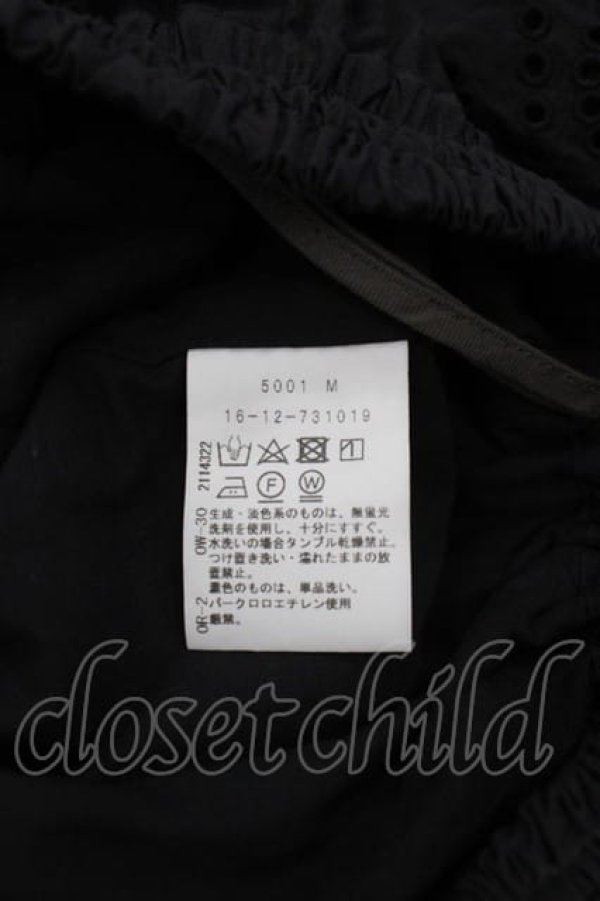 5001 M
16-12-731019
F W
生成・淡色系のものは、無蛍光
洗剤を使用し、十分にすすぐ。
水洗いの場合タンブル乾燥禁止。
つけ置き洗い・濡れたままの放
置禁止。
濃色のものは、単品洗い。
パークロロエチレン使用
厳禁。
OR-2 OW-30 2114322
closetchild